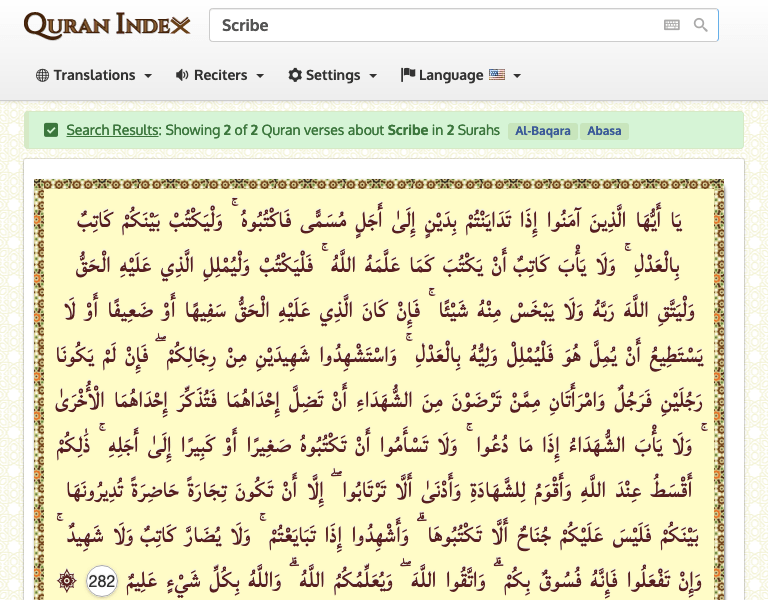 QURAN INDEX
Scribe
Translations Reciters Settings Language
Search Results: Showing 2 of 2 Quran verses about Scribe in 2 Surahs Al-Baqara Abasa
يَا أَيُّهَا الَّذِينَ آمَنُوا إِذَا تَدَايَنْتُمْ بِدَيْنٍ إِلَىٰ أَجَلٍ مُسَمًّى فَاكْتُبُوهُ ۚ وَلْيَكْتُبْ بَيْنَكُمْ كَاتِبٌ
بِالْعَدْلِ ۚ وَلَا يَأْبَ كَاتِبٌ أَنْ يَكْتُبَ كَمَا عَلَّمَهُ اللَّهُ ۚ فَلْيَكْتُبْ وَلْيُمْلِلِ الَّذِي عَلَيْهِ الْحَقُّ
وَلْيَتَّقِ اللَّهَ رَبَّهُ وَلَا يَبْخَسْ مِنْهُ شَيْئًا ۚ فَإِنْ كَانَ الَّذِي عَلَيْهِ الْحَقُّ سَفِيهًا أَوْ ضَعِيفًا أَوْ لَا
يَسْتَطِيعُ أَنْ يُمِلَّ هُوَ فَلْيُمْلِلْ وَلِيُّهُ بِالْعَدْلِ ۚ وَاسْتَشْهِدُوا شَهِيدَيْنِ مِنْ رِجَالِكُمْ ۖ فَإِنْ لَمْ يَكُونَا
رَجُلَيْنِ فَرَجُلٌ وَامْرَأَتَانِ مِمَّنْ تَرْضَوْنَ مِنَ الشُّهَدَاءِ أَنْ تَضِلَّ إِحْدَاهُمَا فَتُذَكِّرَ إِحْدَاهُمَا الْأُخْرَىٰ
ۚ وَلَا يَأْبَ الشُّهَدَاءُ إِذَا مَا دُعُوا ۚ وَلَا تَسْأَمُوا أَنْ تَكْتُبُوهُ صَغِيرًا أَوْ كَبِيرًا إِلَىٰ أَجَلِهِ ۚ ذَٰلِكُمْ
أَقْسَطُ عِنْدَ اللَّهِ وَأَقْوَمُ لِلشَّهَادَةِ وَأَدْنَىٰ أَلَّا تَرْتَابُوا ۖ إِلَّا أَنْ تَكُونَ تِجَارَةً حَاضِرَةً تُدِيرُونَهَا
بَيْنَكُمْ فَلَيْسَ عَلَيْكُمْ جُنَاحٌ أَلَّا تَكْتُبُوهَا ۗ وَأَشْهِدُوا إِذَا تَبَايَعْتُمْ ۚ وَلَا يُضَارَّ كَاتِبٌ وَلَا شَهِيدٌ ۚ
وَإِنْ تَفْعَلُوا فَإِنَّهُ فُسُوقٌ بِكُمْ ۗ وَاتَّقُوا اللَّهَ ۖ وَيُعَلِّمُكُمُ اللَّهُ ۗ وَاللَّهُ بِكُلِّ شَيْءٍ عَلِيمٌ 282